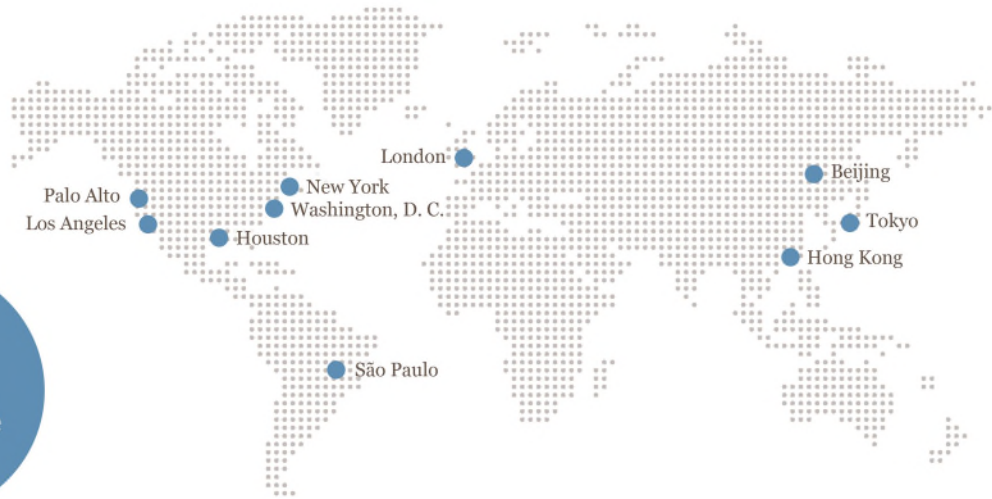 London
Beijing
New York
Palo Alto
Washington, D. C.
Tokyo
Los Angeles
Houston
Hong Kong
São Paulo